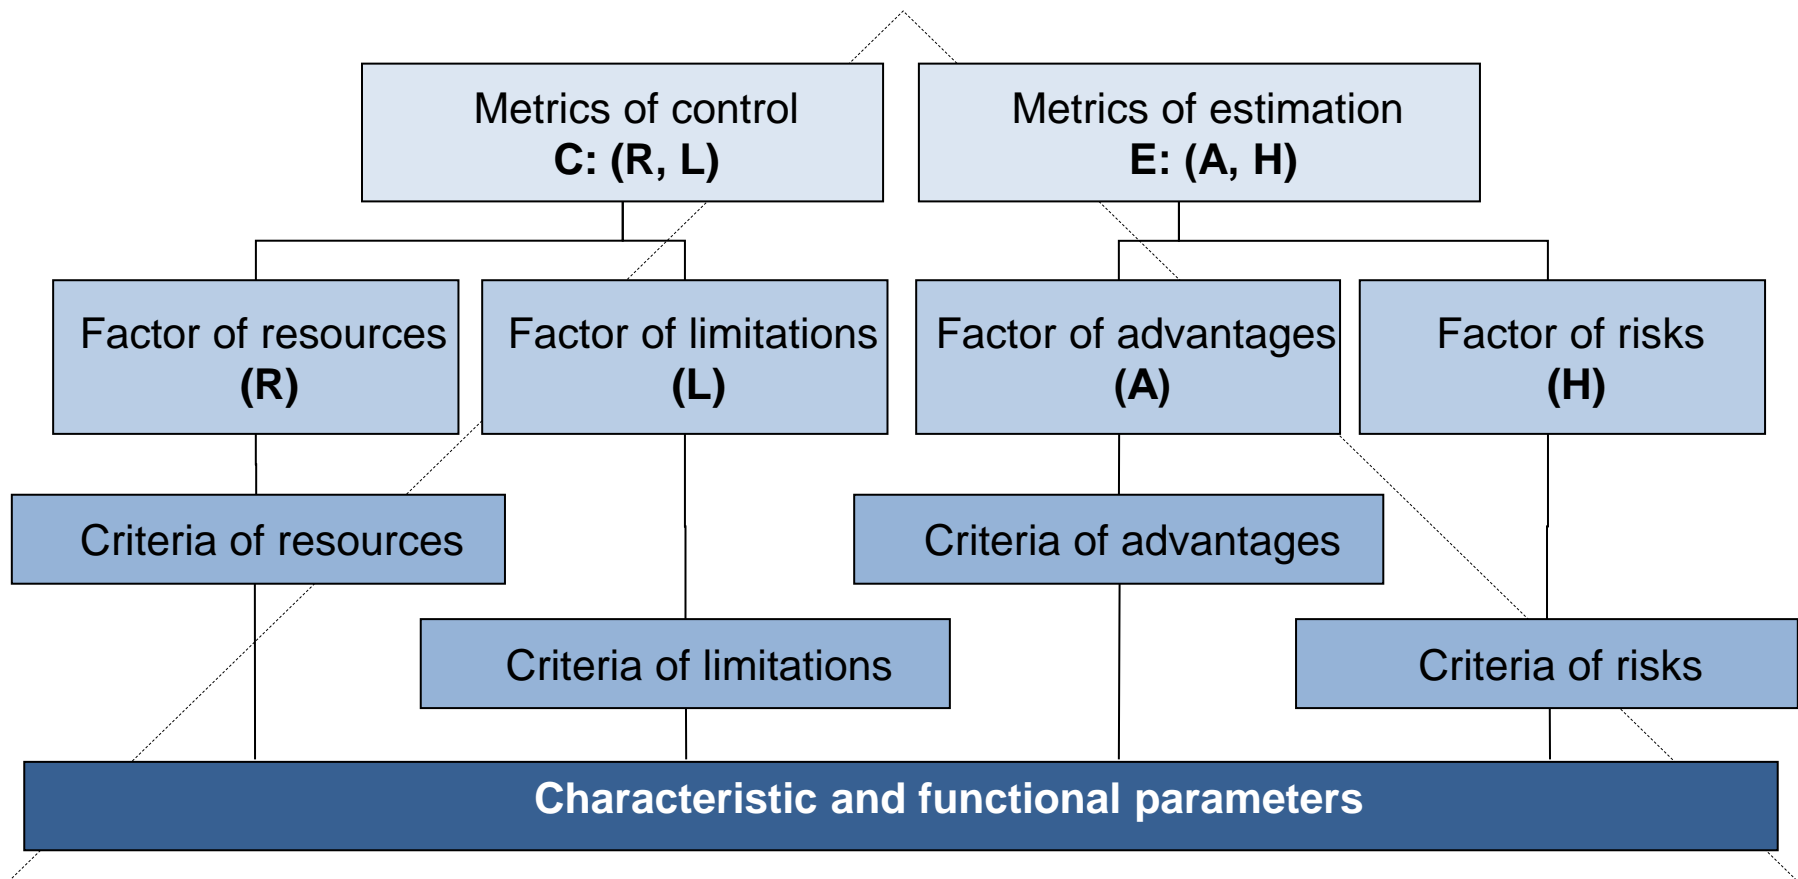 Metrics of control
C: (R, L)
Metrics of estimation
E: (A, H)
Factor of resources
(R)
Factor of limitations
(L)
Factor of advantages
(A)
Factor of risks
(H)
Criteria of resources
Criteria of advantages
Criteria of limitations
Criteria of risks
Characteristic and functional parameters